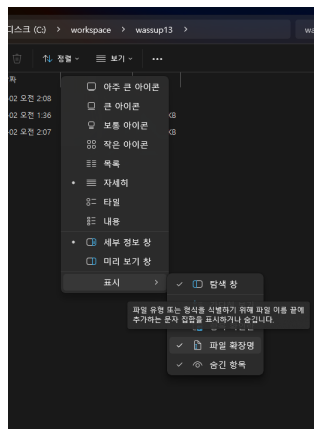 디스크 (C:) > workspace > wassup13 >
wa
정렬 보기 ...
짜
02 오전 2:08
02 오전 1:36
KB
02 오전 2:07
KB
아주 큰 아이콘
큰 아이콘
보통 아이콘
작은 아이콘
목록
자세히
타일
내용
세부 정보 창
미리 보기 창
표시 >
탐색 창
파일 유형 또는 형식을 식별하기 위해 파일 이름 끝에
추가하는 문자 집합을 표시하거나 숨깁니다.
파일 확장명
숨긴 항목